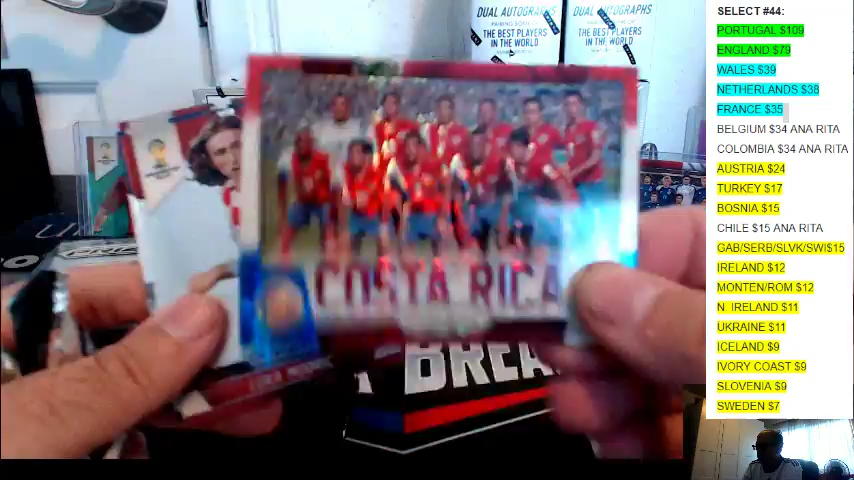 SELECT #44:
PORTUGAL $109
ENGLAND $79
WALES $39
NETHERLANDS $38
FRANCE $35
BELGIUM $34 ANA RITA
COLOMBIA $34 ANA RITA
AUSTRIA $24
TURKEY $17
BOSNIA $15
CHILE $15 ANA RITA
GAB/SERB/SLVK/SWI$15
IRELAND $12
MONTEN/ROM $12
N IRELAND $11
UKRAINE $11
ICELAND $9
IVORY COAST $9
SLOVENIA $9
SWEDEN $7
DUAL AUTOGRAPHS
THE BEST PLAYERS
IN THE WORLD
DUAL AUTOGRAPHS
THE BEST PLAYERS
IN THE WORLD
COSTA RICA
BREA